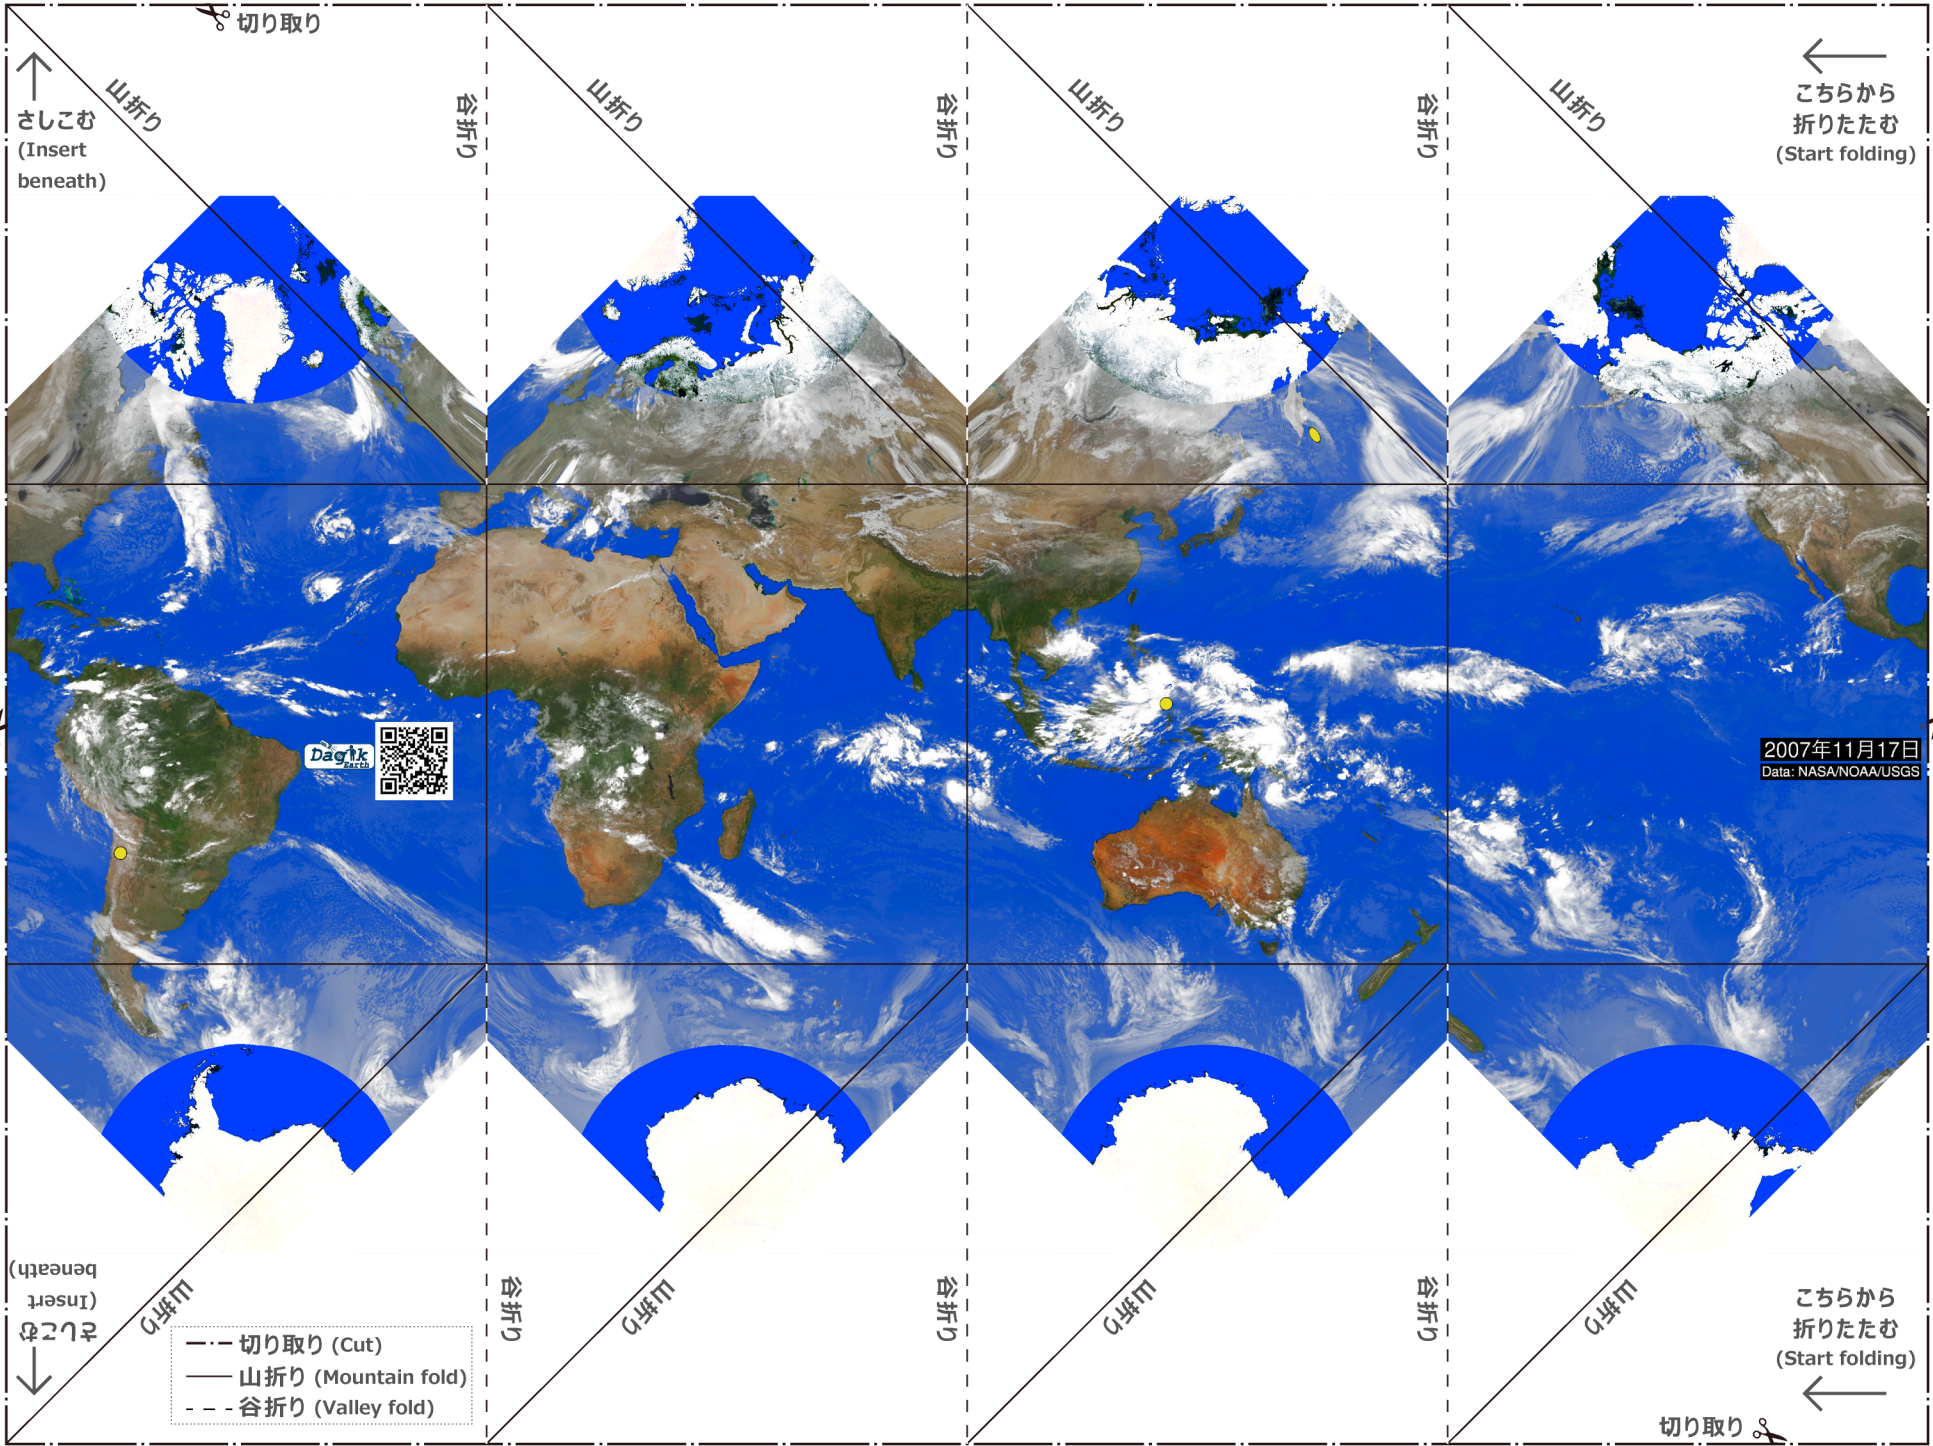 切り取り
山折り
谷折り
山折り
谷折り
山折り
谷折り
山折り
さしこむ
(Insert
beneath)
こちらから
折りたたむ
(Start folding)
Dagik
Earth
2007年11月17日
Data: NASA/NOAA/USGS
さしこむ
(Insert
beneath)
山折り
谷折り
山折り
谷折り
山折り
谷折り
山折り
こちらから
折りたたむ
(Start folding)
切り取り (Cut)
山折り (Mountain fold)
谷折り (Valley fold)
切り取り